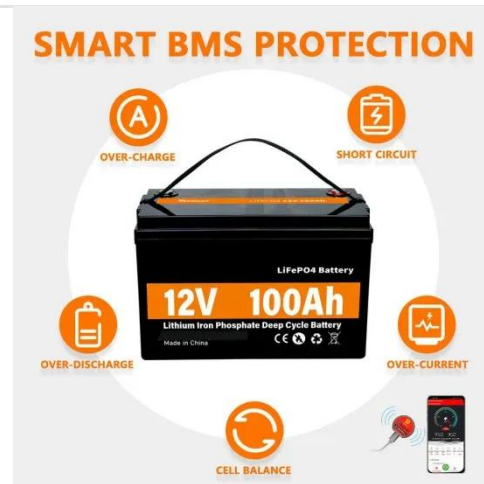 SMART BMS PROTECTION
A
OVER-CHARGE
SHORT CIRCUIT
LiFePO4 Battery
12V 100Ah
Lithium Iron Phosphate Deep Cycle Battery
Made in China
CE
OVER-DISCHARGE
OVER-CURRENT
CELL BALANCE